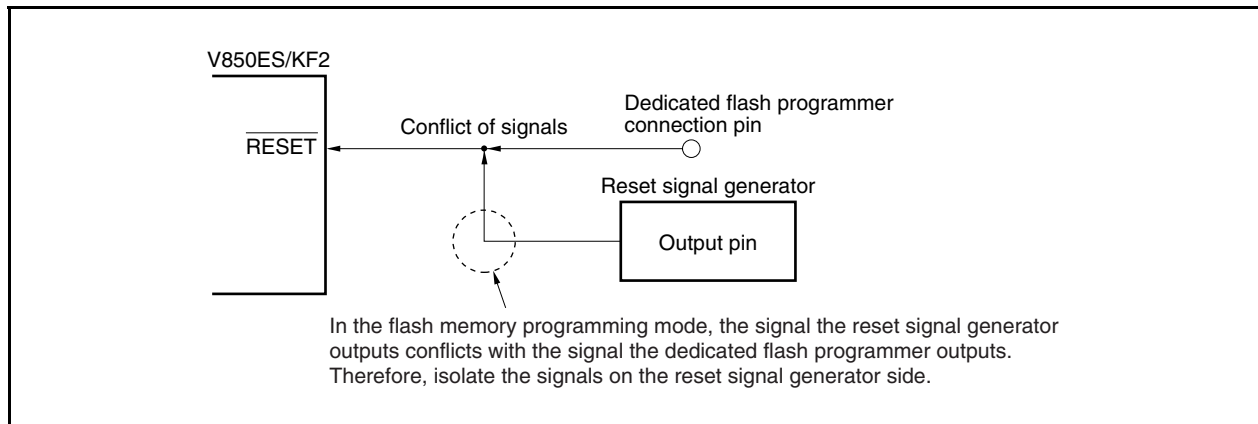 V850ES/KF2
RESET
Conflict of signals
Dedicated flash programmer
connection pin
Reset signal generator
Output pin
In the flash memory programming mode, the signal the reset signal generator
outputs conflicts with the signal the dedicated flash programmer outputs.
Therefore, isolate the signals on the reset signal generator side.